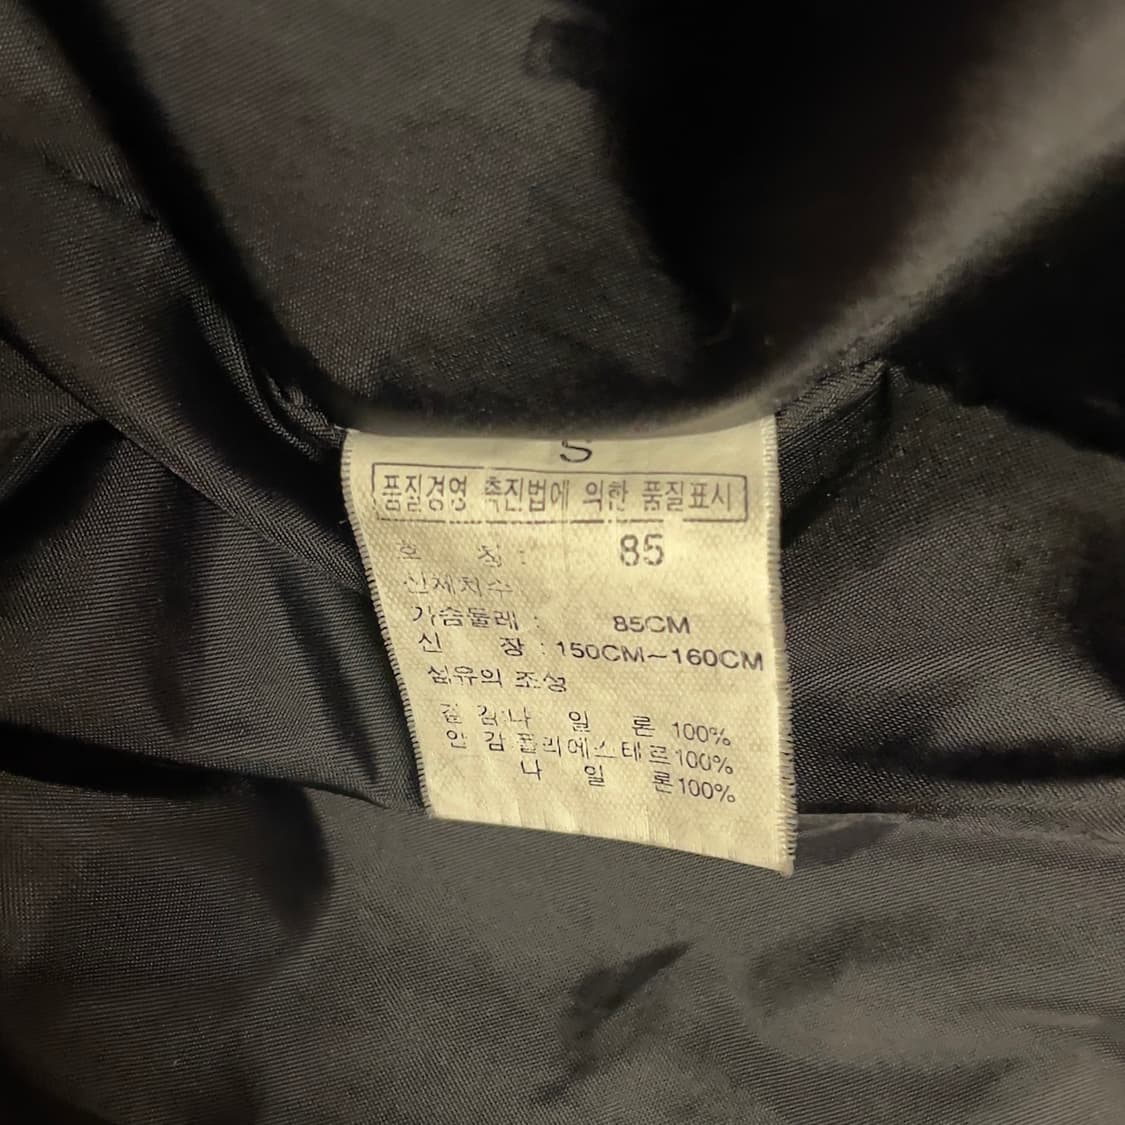 S
품질경영 촉진법에 의한 품질표시
호 칭 : 85
신체치수
가슴둘레 : 85CM
신 장 : 150CM~160CM
섬유의 조성
겉 감:나 일 론 100%
안 감 폴리에스테르100%
나 일 론100%